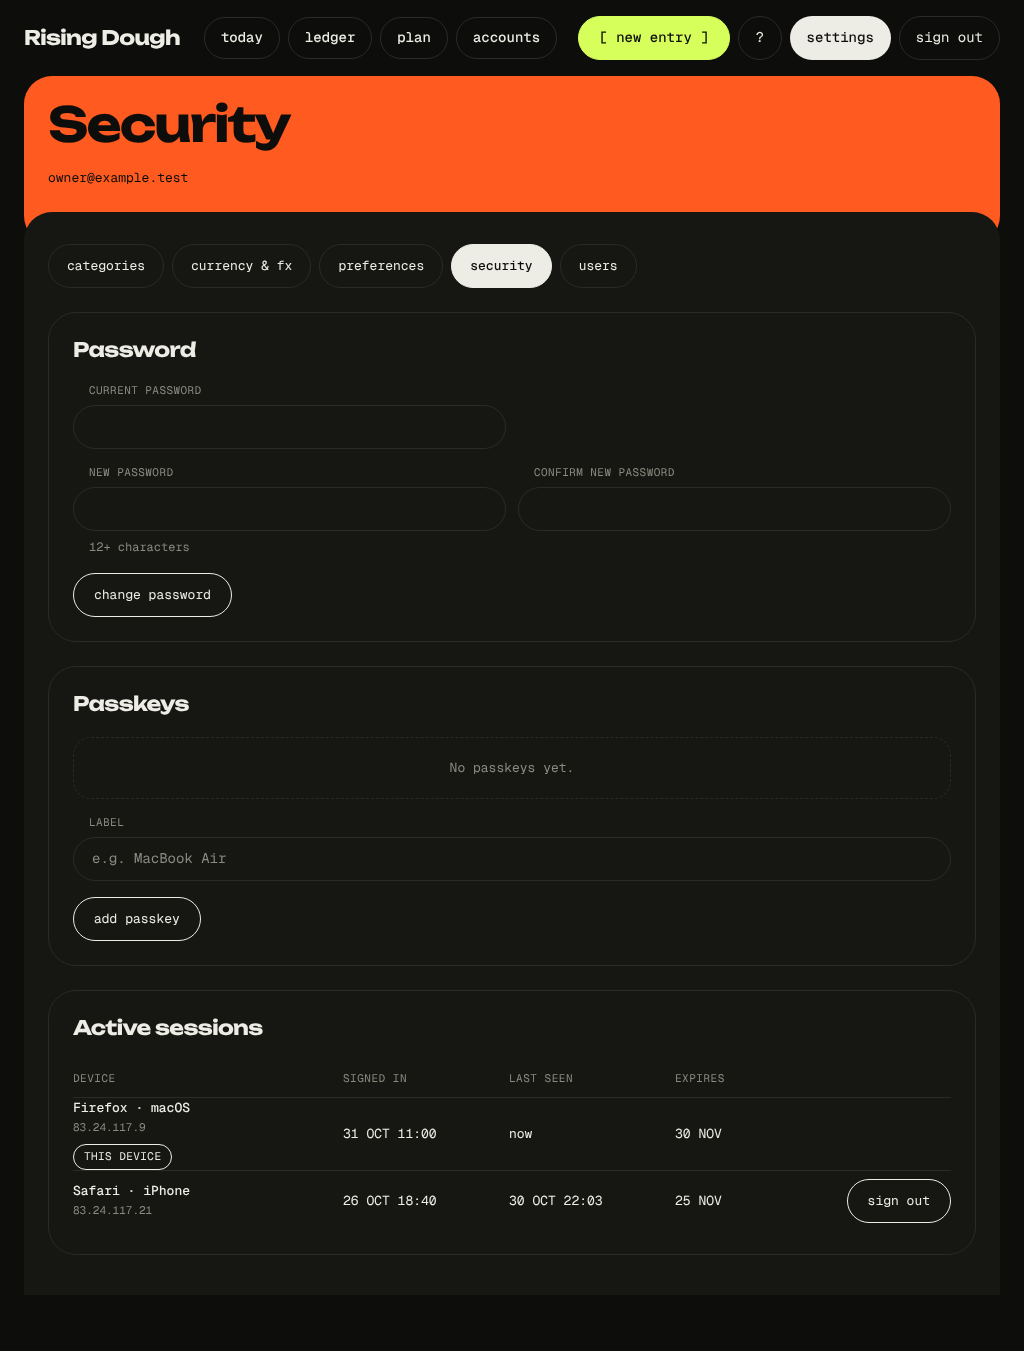 Rising Dough today ledger plan accounts [ new entry ] ? settings sign out
Security
owner@example.test
categories currency & fx preferences security users
Password
CURRENT PASSWORD
NEW PASSWORD CONFIRM NEW PASSWORD
12+ characters
change password
Passkeys
No passkeys yet.
LABEL
e.g. MacBook Air
add passkey
Active sessions
DEVICE SIGNED IN LAST SEEN EXPIRES
Firefox · macOS
83.24.117.9
THIS DEVICE
31 OCT 11:00 now 30 NOV
Safari · iPhone
83.24.117.21
26 OCT 18:40 30 OCT 22:03 25 NOV sign out